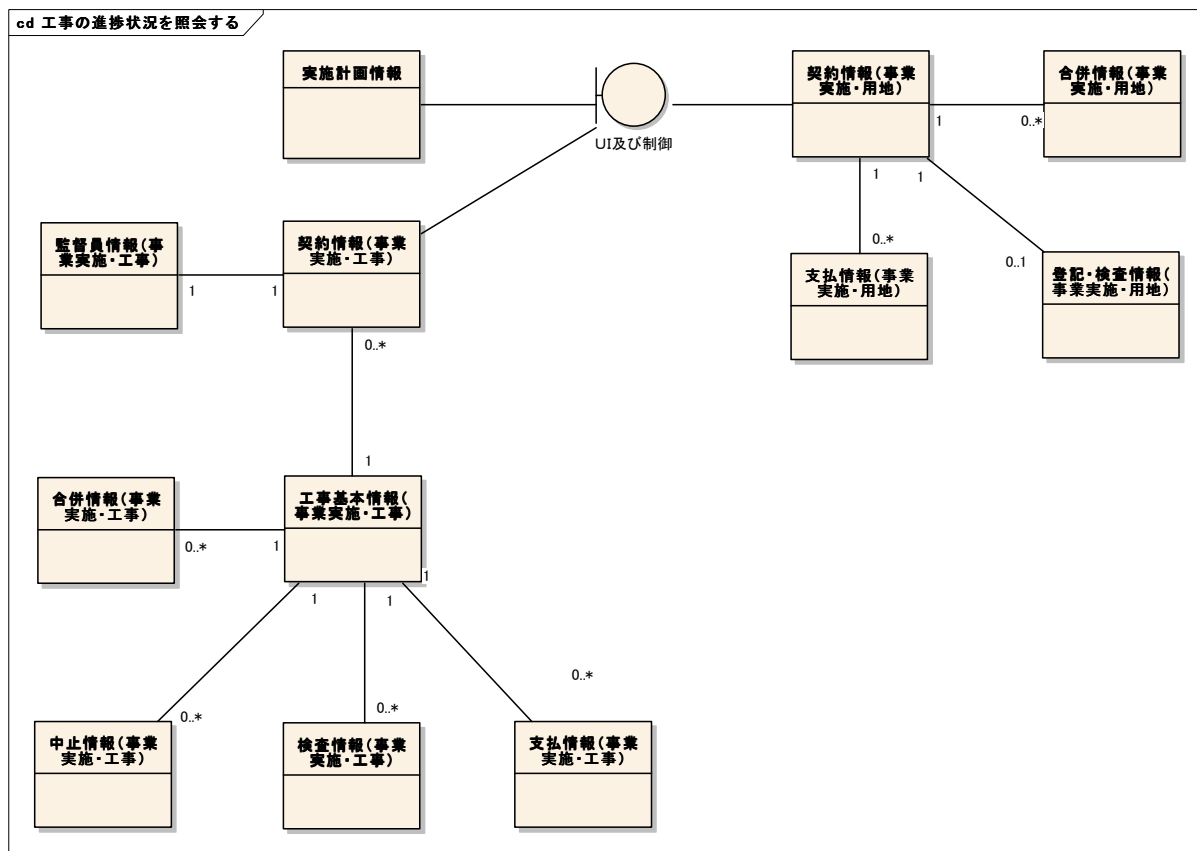 cd 工事の進捗状況を照会する
実施計画情報
UI及び制御
契約情報(事業
実施・用地)
合併情報(事業
実施・用地)
1
0..*
1
1
0..*
0..1
支払情報(事業
実施・用地)
登記・検査情報(
事業実施・用地)
監督員情報(事
業実施・工事)
契約情報(事業
実施・工事)
1
1
0..*
1
合併情報(事業
実施・工事)
工事基本情報(
事業実施・工事)
0..*
1
1
1
1
0..*
0..*
0..*
中止情報(事業
実施・工事)
検査情報(事業
実施・工事)
支払情報(事業
実施・工事)